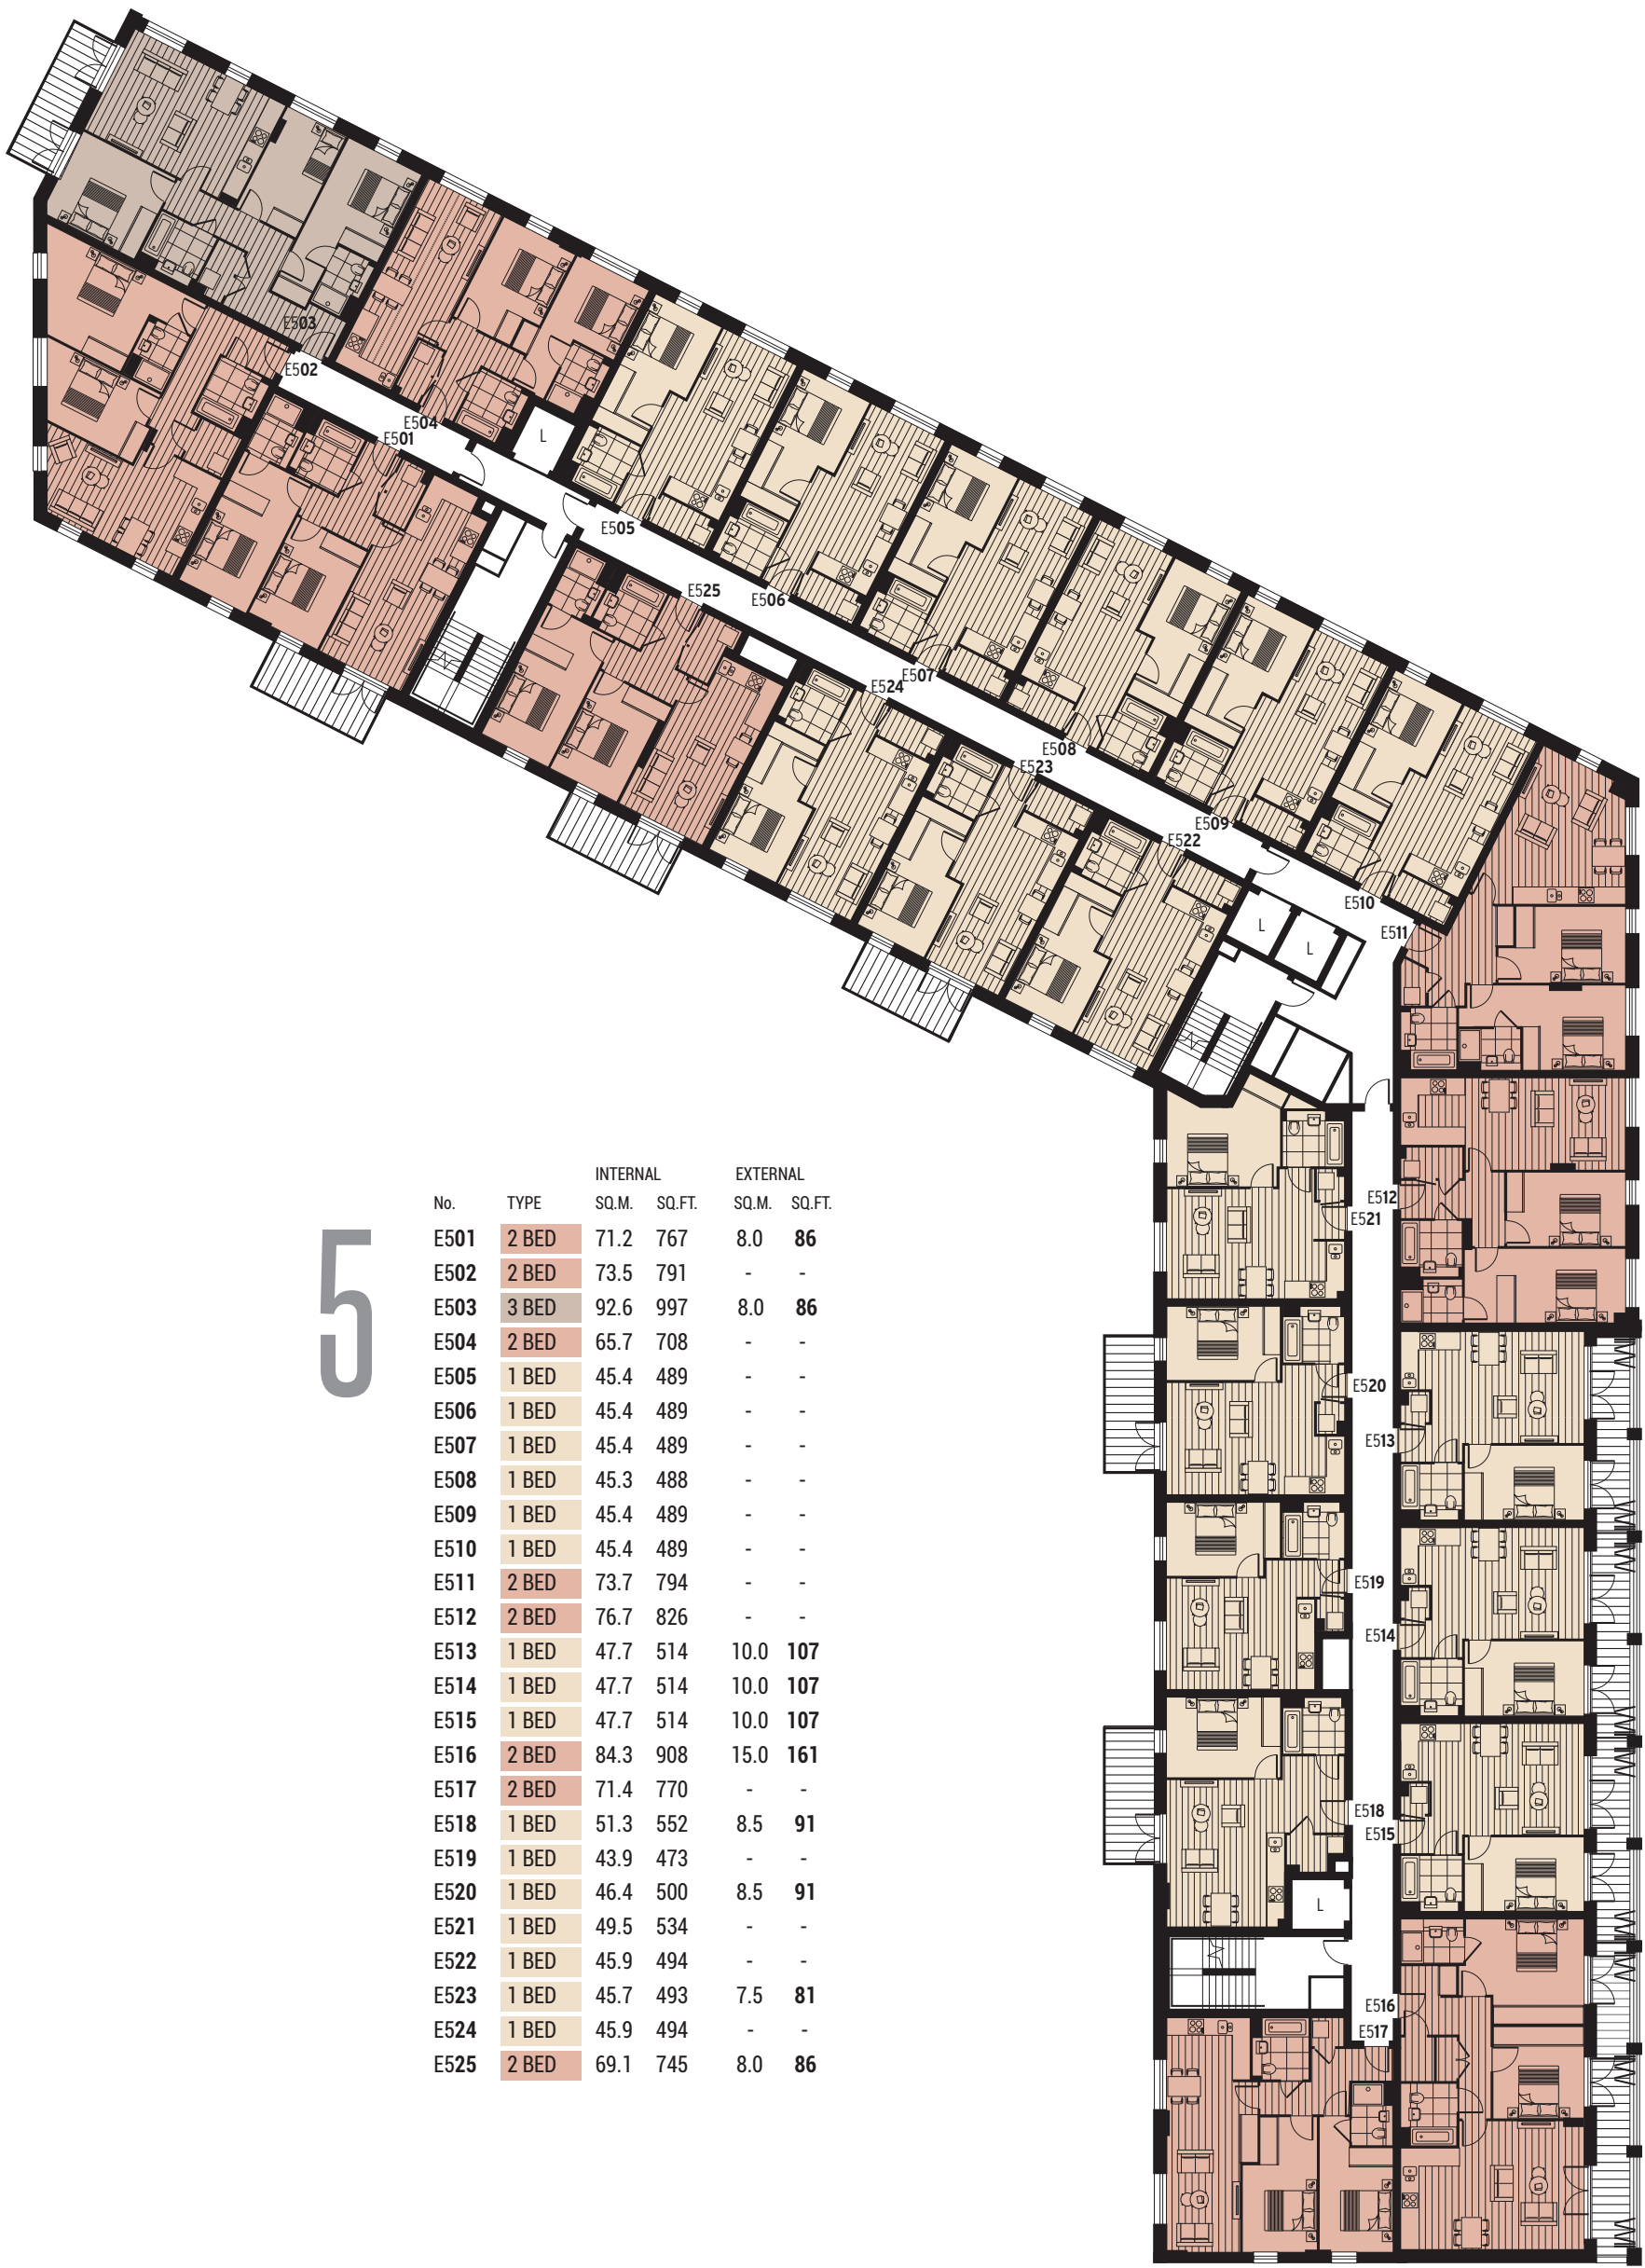 E503
E502
E504
E501
L
E505
E525
E506
E507
E524
E508
E523
E509
E522
E510
L
L
E511
E512
E521
E520
E513
E519
E514
E518
E515
L
E516
E517
5
INTERNAL EXTERNAL
No. TYPE SQ.M. SQ.FT. SQ.M. SQ.FT.
E501 2 BED 71.2 767 8.0 86
E502 2 BED 73.5 791 - -
E503 3 BED 92.6 997 8.0 86
E504 2 BED 65.7 708 - -
E505 1 BED 45.4 489 - -
E506 1 BED 45.4 489 - -
E507 1 BED 45.4 489 - -
E508 1 BED 45.3 488 - -
E509 1 BED 45.4 489 - -
E510 1 BED 45.4 489 - -
E511 2 BED 73.7 794 - -
E512 2 BED 76.7 826 - -
E513 1 BED 47.7 514 10.0 107
E514 1 BED 47.7 514 10.0 107
E515 1 BED 47.7 514 10.0 107
E516 2 BED 84.3 908 15.0 161
E517 2 BED 71.4 770 - -
E518 1 BED 51.3 552 8.5 91
E519 1 BED 43.9 473 - -
E520 1 BED 46.4 500 8.5 91
E521 1 BED 49.5 534 - -
E522 1 BED 45.9 494 - -
E523 1 BED 45.7 493 7.5 81
E524 1 BED 45.9 494 - -
E525 2 BED 69.1 745 8.0 86